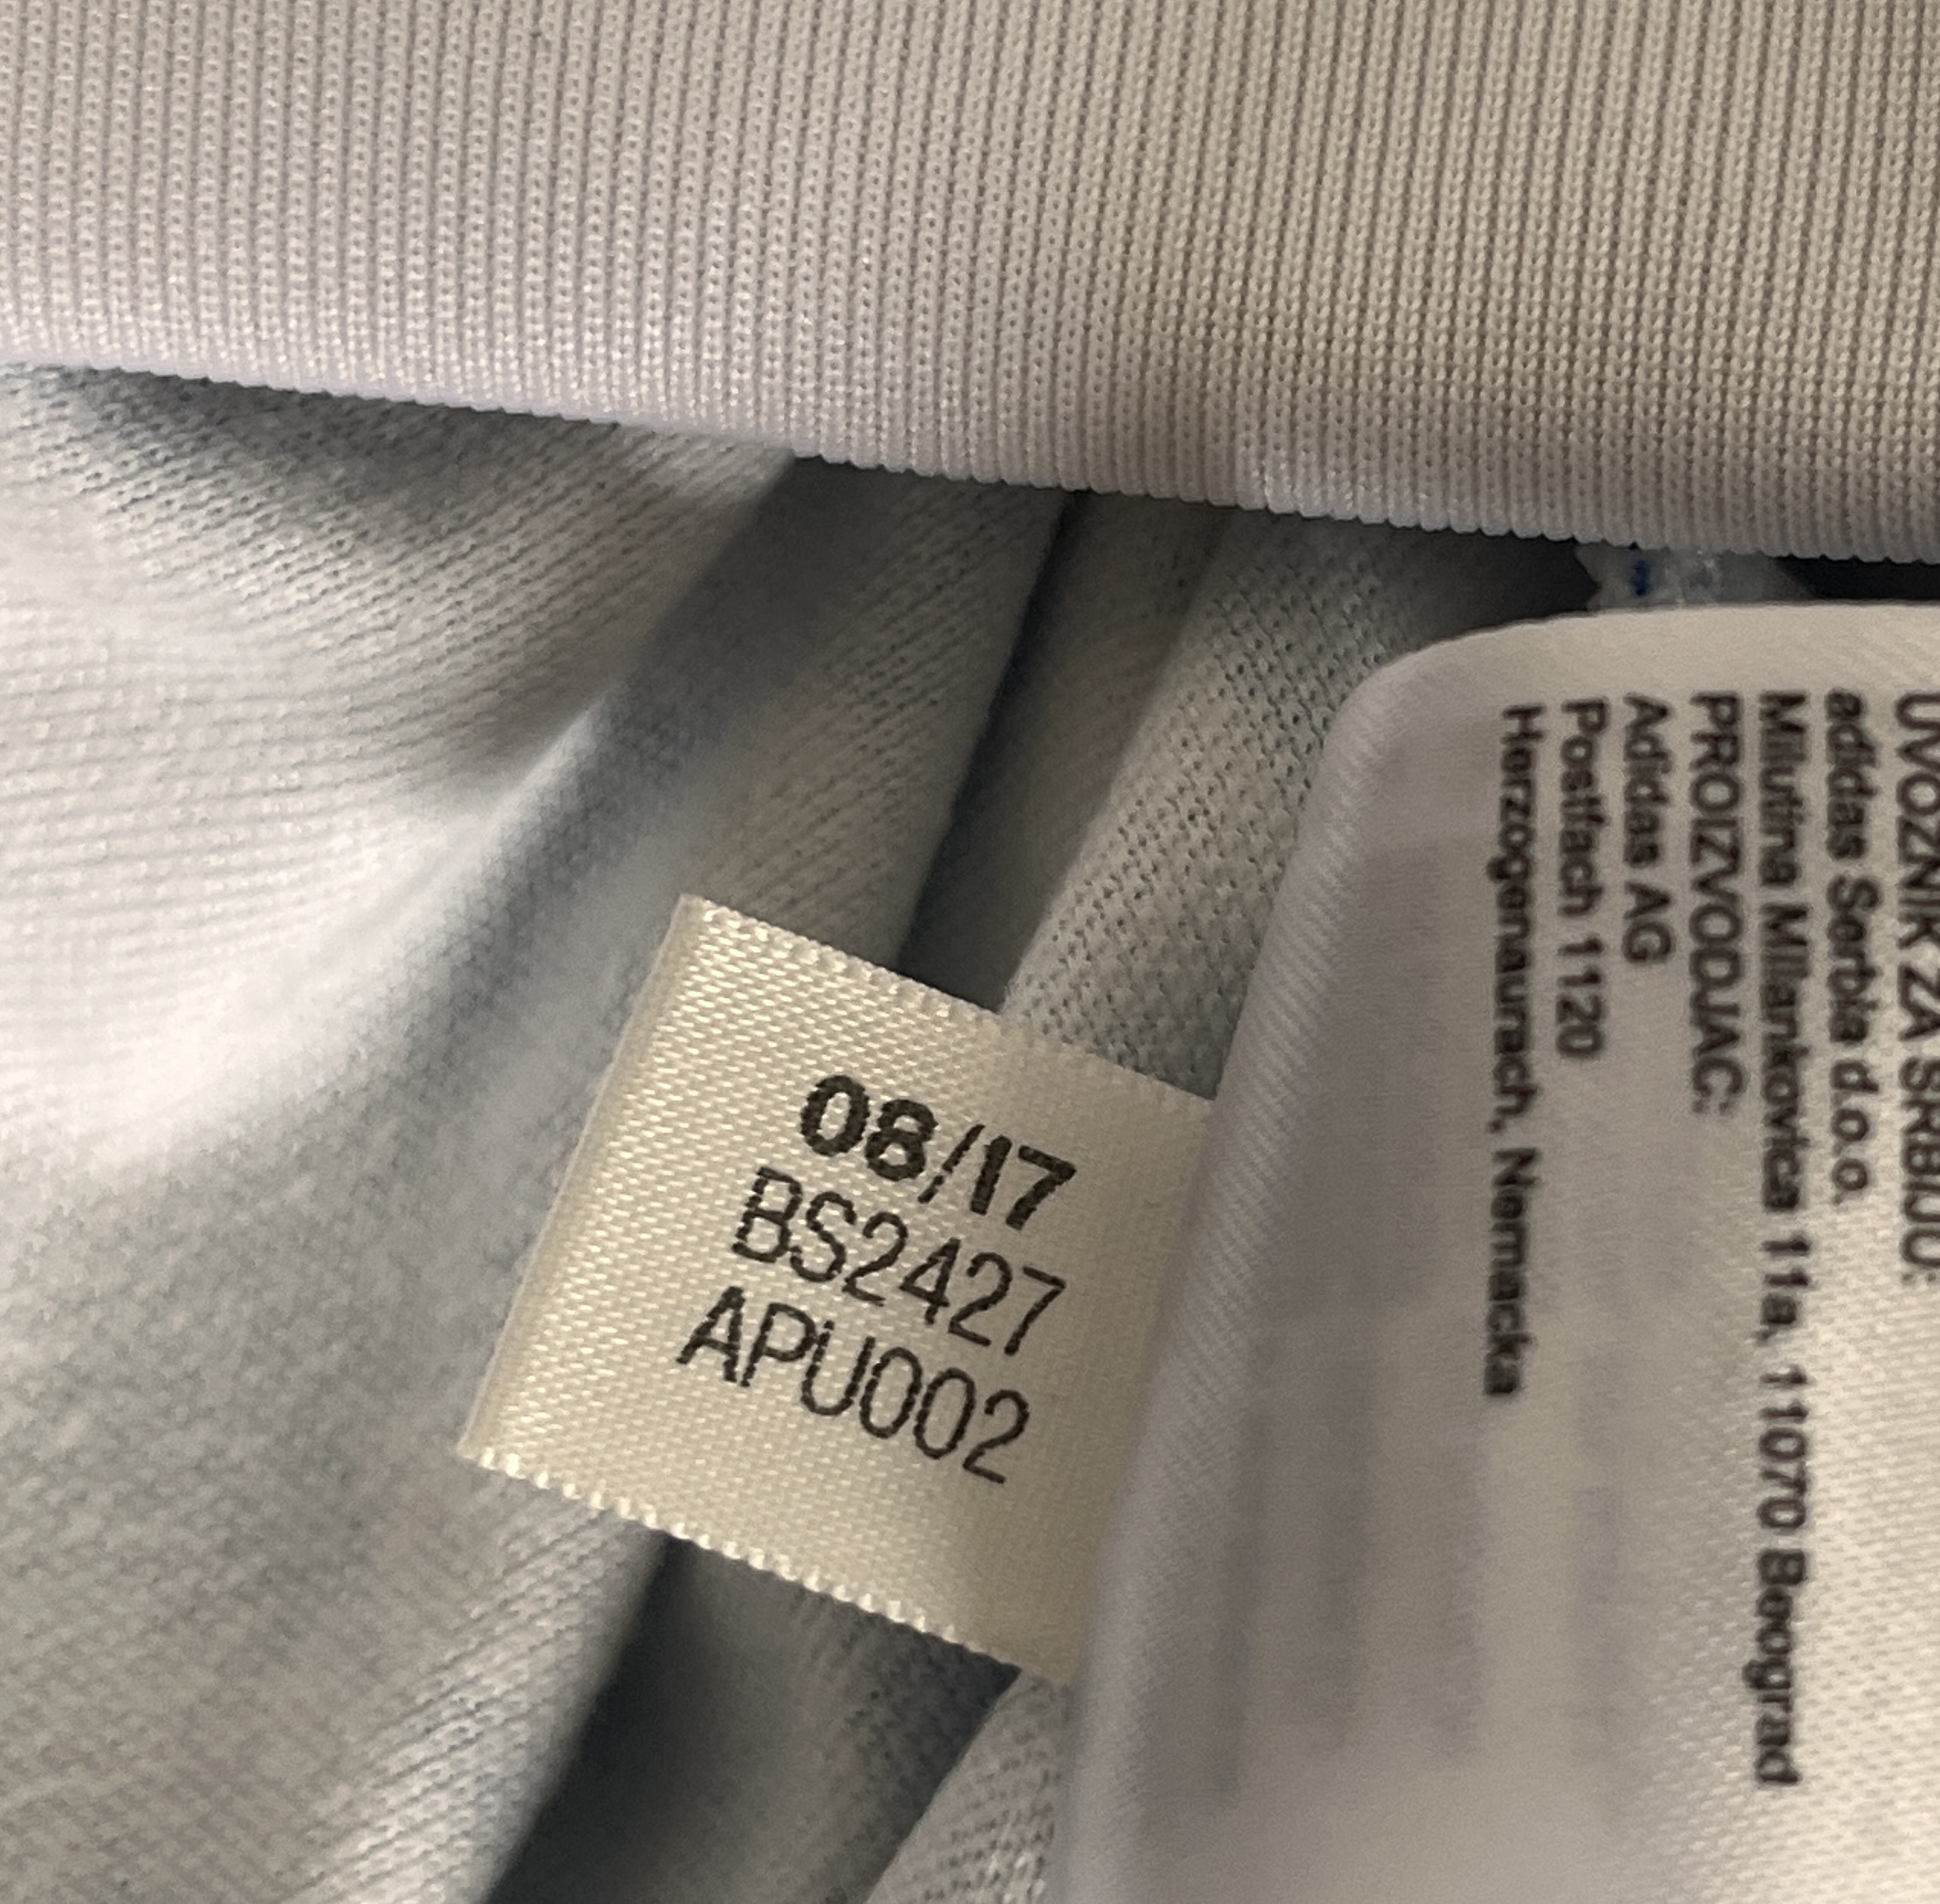 08/17
BS2427
APU002
UVOZNIK ZA SRBIJU:
adidas Serbia d.o.o.
Milutina Milankovica 11a, 11070 Beograd
PROIZVODJAC:
Adidas AG
Postfach 1120
Herzogenaurach, Nemacka